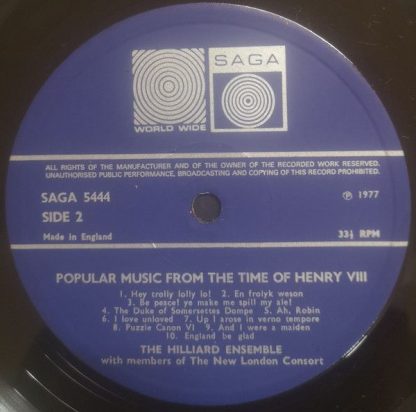 SAGA
WORLD WIDE
ALL RIGHTS OF THE MANUFACTURER AND OF THE OWNER OF THE RECORDED WORK RESERVED.
UNAUTHORISED PUBLIC PERFORMANCE, BROADCASTING AND COPYING OF THIS RECORD PROHIBITED.
SAGA 5444
SIDE 2
Made in England
℗ 1977
33⅓ RPM
POPULAR MUSIC FROM THE TIME OF HENRY VIII
1. Hey trolly lolly lo! 2. En frolyk weson
3. Be peace! ye make me spill my ale!
4. The Duke of Somersettes Dompe 5. Ah, Robin
6. I love unloved 7. Up I arose in verno tempore
8. Puzzle Canon VI 9. And I were a maiden
10. England be glad
THE HILLIARD ENSEMBLE
with members of The New London Consort